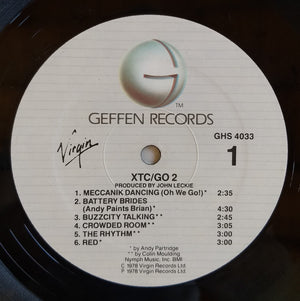 TM
GEFFEN RECORDS
Virgin
GHS 4033
1
XTC/GO 2
PRODUCED BY JOHN LECKIE
1. MECCANIK DANCING (Oh We Go!)* 2:35
2. BATTERY BRIDES
(Andy Paints Brian)* 4:30
3. BUZZCITY TALKING** 2:45
4. CROWDED ROOM** 3:05
5. THE RHYTHM** 3:00
6. RED* 3:00
* by Andy Partridge
** by Colin Moulding
Nymph Music, Inc. BMI
© 1978 Virgin Records Ltd.
℗ 1978 Virgin Records Ltd.